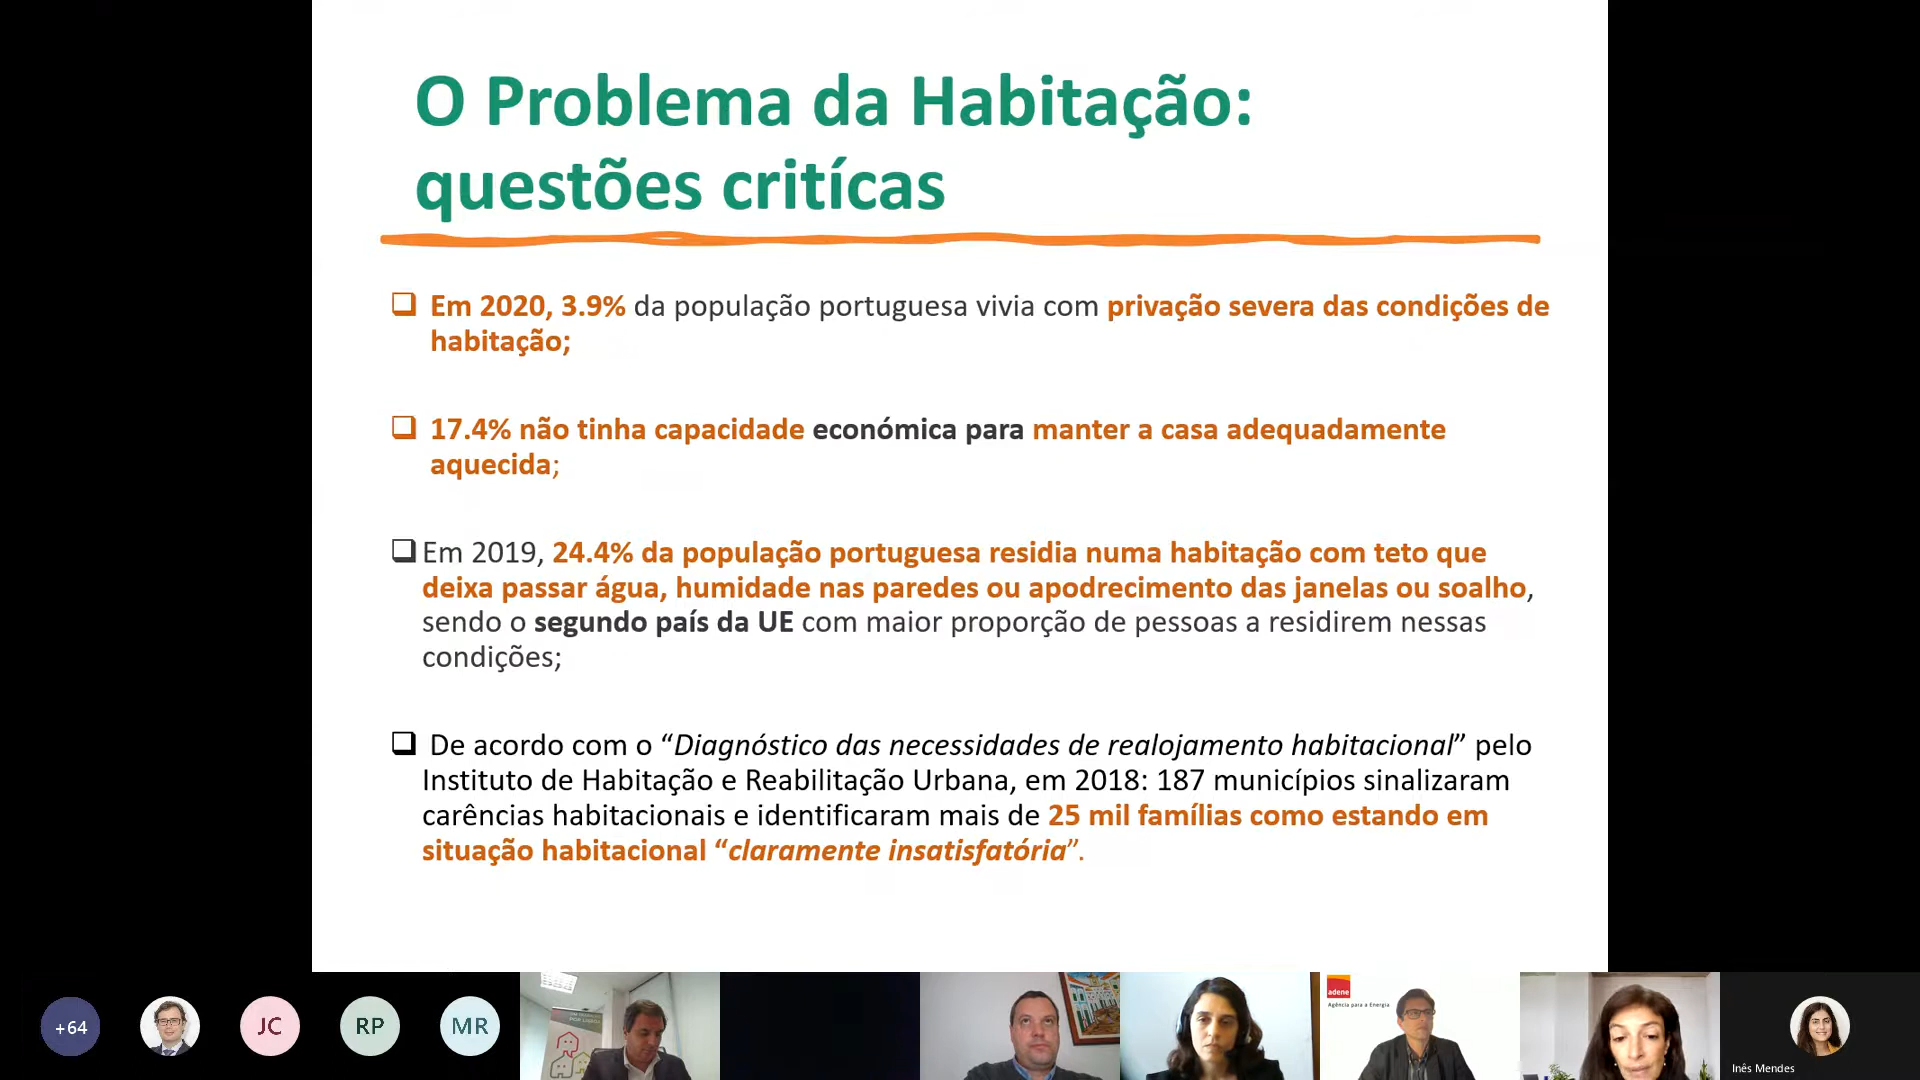 O Problema da Habitação:
questões critícas
❑ Em 2020, 3.9% da população portuguesa vivia com privação severa das condições de
habitação;
❑ 17.4% não tinha capacidade económica para manter a casa adequadamente
aquecida;
❑ Em 2019, 24.4% da população portuguesa residia numa habitação com teto que
deixa passar água, humidade nas paredes ou apodrecimento das janelas ou soalho,
sendo o segundo país da UE com maior proporção de pessoas a residirem nessas
condições;
❑ De acordo com o “Diagnóstico das necessidades de realojamento habitacional” pelo
Instituto de Habitação e Reabilitação Urbana, em 2018: 187 municípios sinalizaram
carências habitacionais e identificaram mais de 25 mil famílias como estando em
situação habitacional “claramente insatisfatória”.
+64
JC
RP
MR
POR LISBOA
adene
Agência para a Energia
Inês Mendes